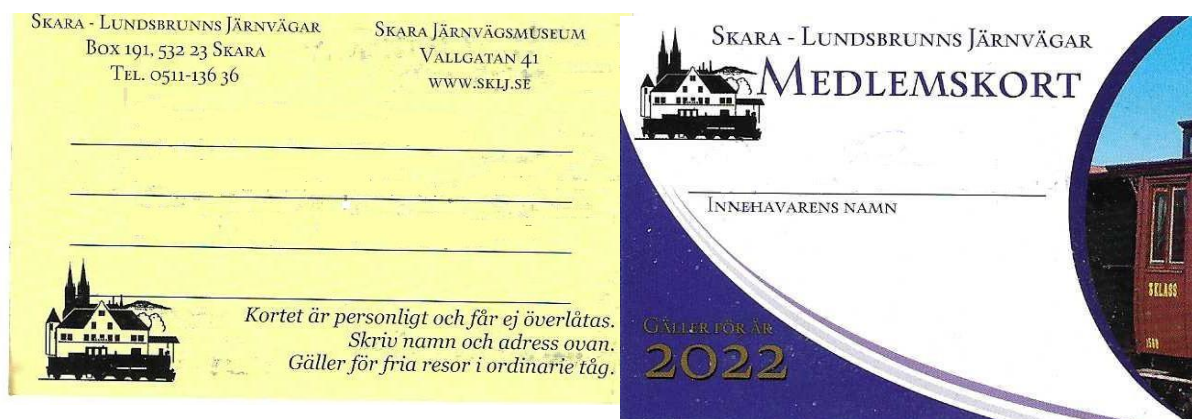 Skara - Lundsbrunns Järnvägar
Box 191, 532 23 Skara
Tel. 0511-136 36
Skara Järnvägsmuseum
Vallgatan 41
www.sklj.se
Kortet är personligt och får ej överlåtas.
Skriv namn och adress ovan.
Gäller för fria resor i ordinarie tåg.
Skara - Lundsbrunns Järnvägar
Medlemskort
Innehavarens namn
Gäller för år
2022
3 KLASS